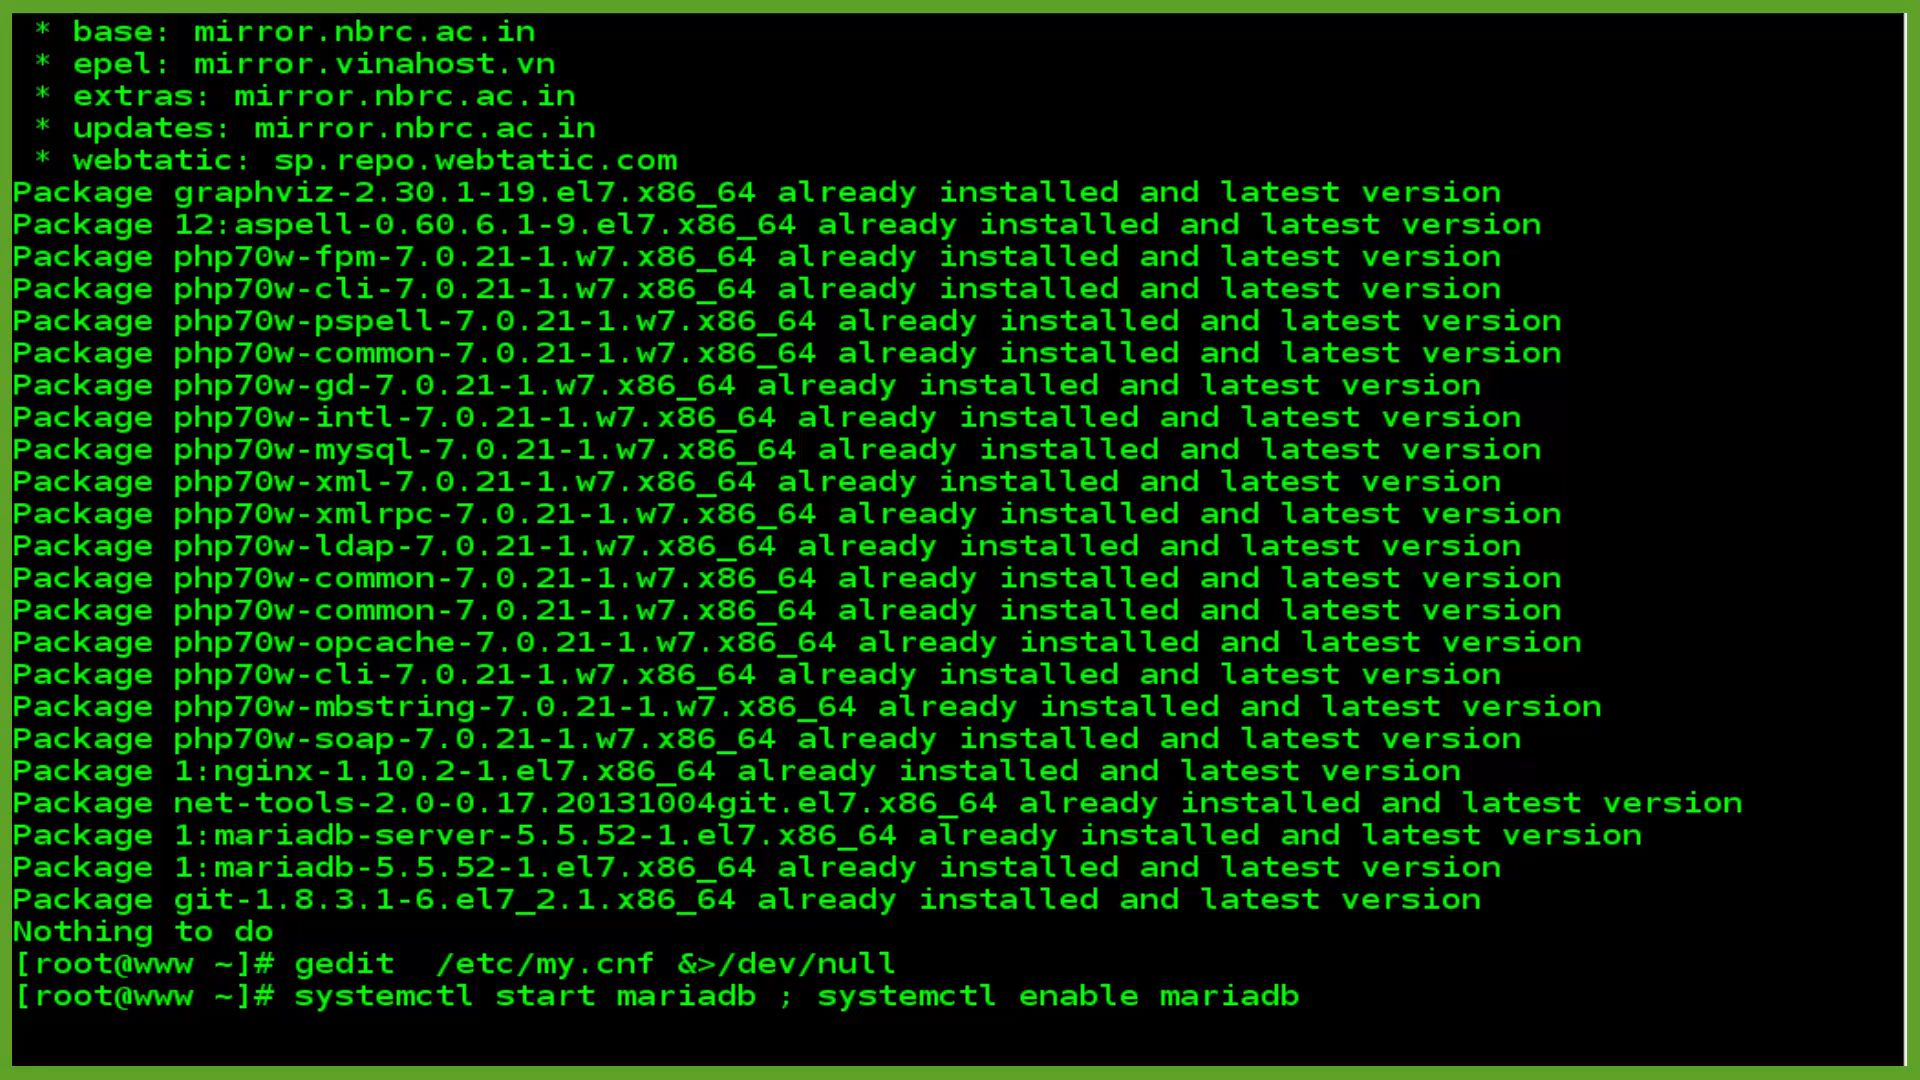 * base: mirror.nbrc.ac.in
* epel: mirror.vinahost.vn
* extras: mirror.nbrc.ac.in
* updates: mirror.nbrc.ac.in
* webtatic: sp.repo.webtatic.com
Package graphviz-2.30.1-19.el7.x86_64 already installed and latest version
Package 12:aspell-0.60.6.1-9.el7.x86_64 already installed and latest version
Package php70w-fpm-7.0.21-1.w7.x86_64 already installed and latest version
Package php70w-cli-7.0.21-1.w7.x86_64 already installed and latest version
Package php70w-pspell-7.0.21-1.w7.x86_64 already installed and latest version
Package php70w-common-7.0.21-1.w7.x86_64 already installed and latest version
Package php70w-gd-7.0.21-1.w7.x86_64 already installed and latest version
Package php70w-intl-7.0.21-1.w7.x86_64 already installed and latest version
Package php70w-mysql-7.0.21-1.w7.x86_64 already installed and latest version
Package php70w-xml-7.0.21-1.w7.x86_64 already installed and latest version
Package php70w-xmlrpc-7.0.21-1.w7.x86_64 already installed and latest version
Package php70w-ldap-7.0.21-1.w7.x86_64 already installed and latest version
Package php70w-common-7.0.21-1.w7.x86_64 already installed and latest version
Package php70w-common-7.0.21-1.w7.x86_64 already installed and latest version
Package php70w-opcache-7.0.21-1.w7.x86_64 already installed and latest version
Package php70w-cli-7.0.21-1.w7.x86_64 already installed and latest version
Package php70w-mbstring-7.0.21-1.w7.x86_64 already installed and latest version
Package php70w-soap-7.0.21-1.w7.x86_64 already installed and latest version
Package 1:nginx-1.10.2-1.el7.x86_64 already installed and latest version
Package net-tools-2.0-0.17.20131004git.el7.x86_64 already installed and latest version
Package 1:mariadb-server-5.5.52-1.el7.x86_64 already installed and latest version
Package 1:mariadb-5.5.52-1.el7.x86_64 already installed and latest version
Package git-1.8.3.1-6.el7_2.1.x86_64 already installed and latest version
Nothing to do
[root@www ~]# gedit  /etc/my.cnf &>/dev/null
[root@www ~]# systemctl start mariadb ; systemctl enable mariadb